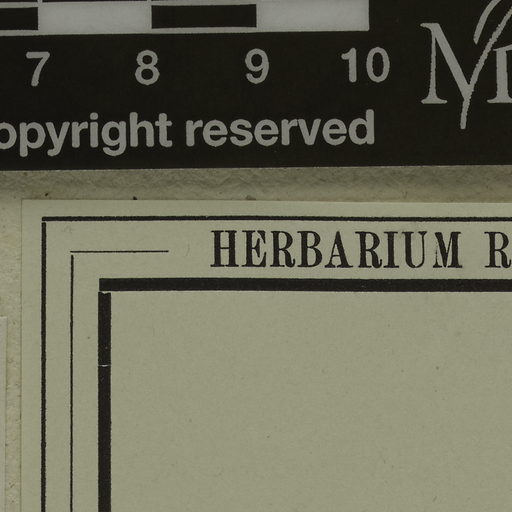 7 8 9 10
opyright reserved
HERBARIUM R